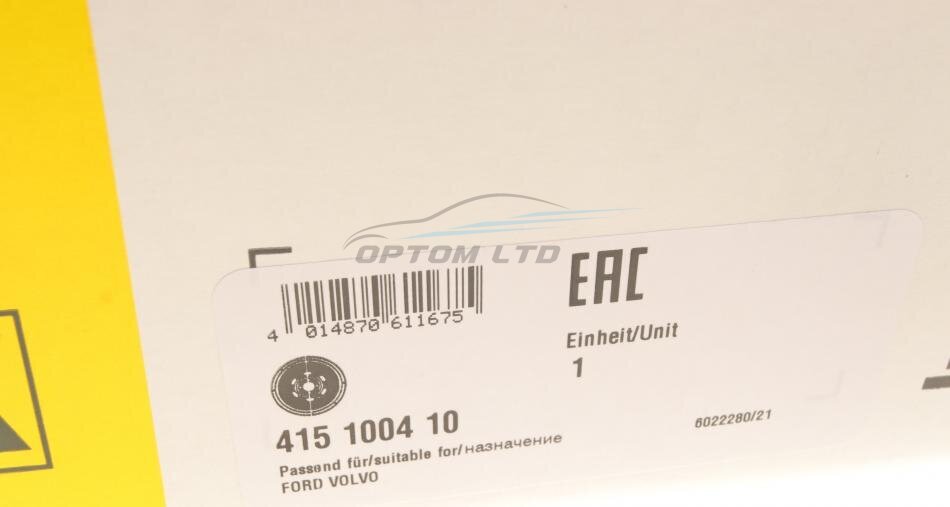 OPTOM LTD
EAC
4 014870 611675
Einheit/Unit
1
415 1004 10
6022280/21
Passend für/suitable for/назначение
FORD VOLVO